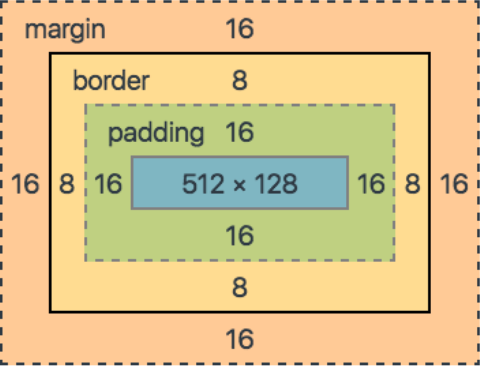 margin 16
border 8
padding 16
16 8 16 512 × 128 16 8 16
16
8
16